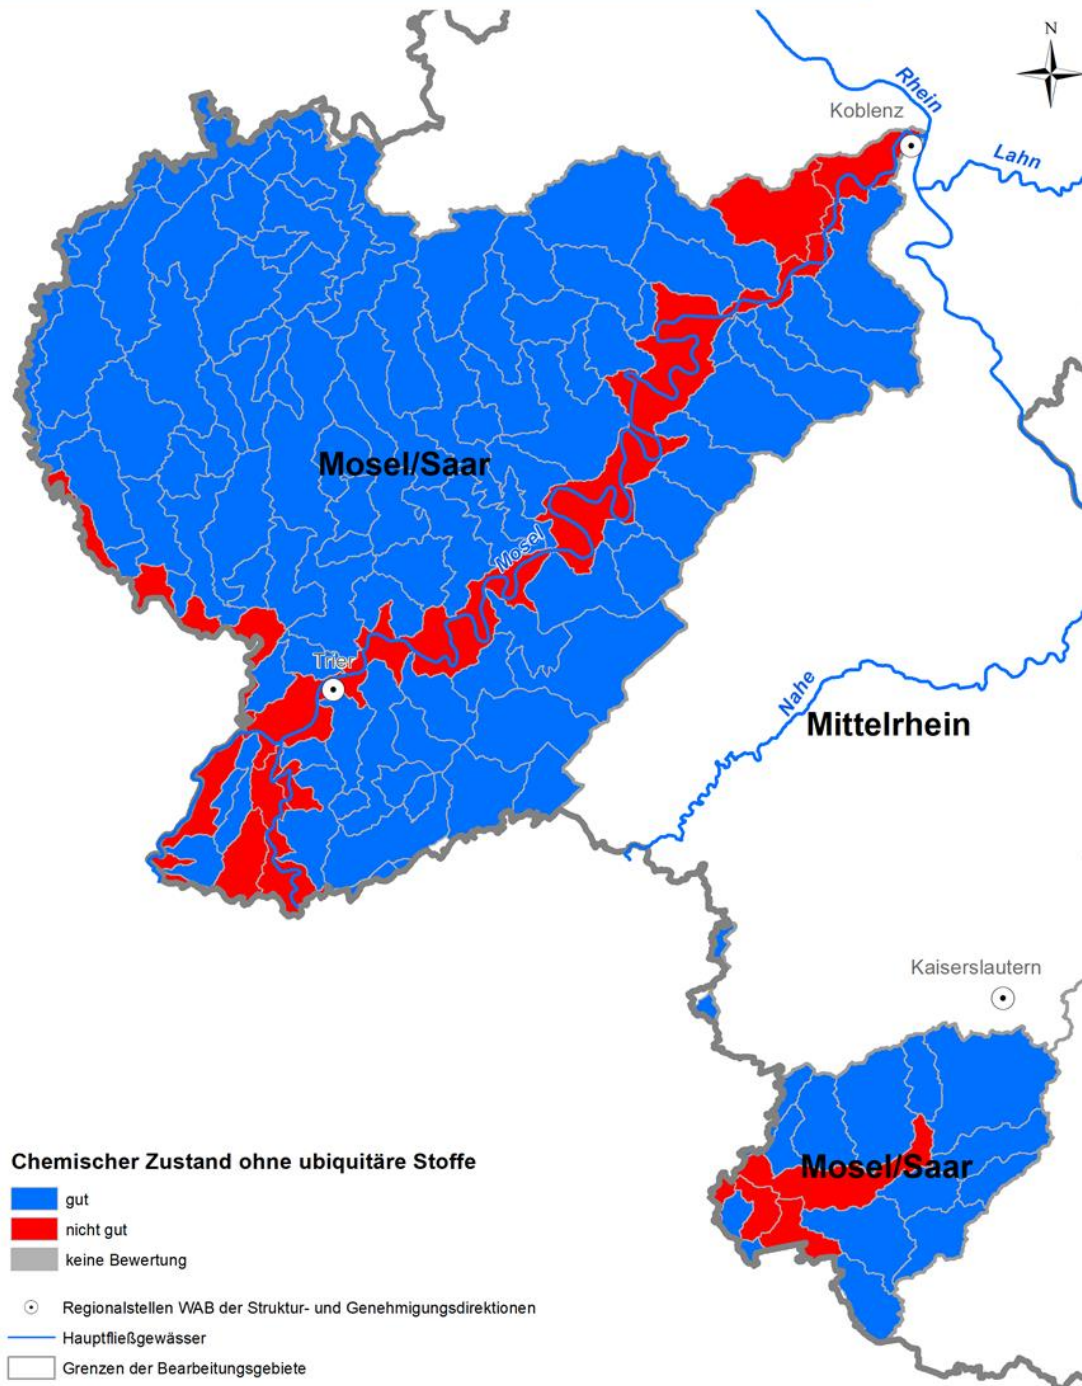 N
Rhein
Koblenz
Lahn
Mosel/Saar
Mosel
Trier
Nahe
Mittelrhein
Kaiserslautern
Mosel/Saar
Chemischer Zustand ohne ubiquitäre Stoffe
gut
nicht gut
keine Bewertung
Regionalstellen WAB der Struktur- und Genehmigungsdirektionen
Hauptfließgewässer
Grenzen der Bearbeitungsgebiete